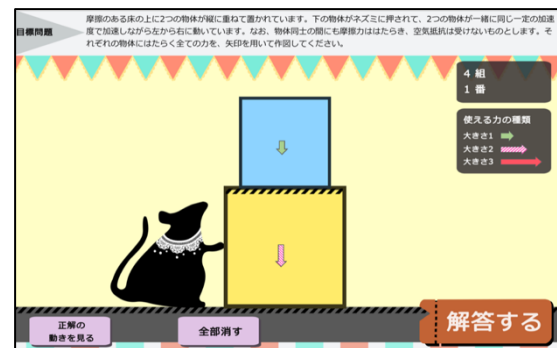 目標問題
摩擦のある床の上に2つの物体が縦に重ねて置かれています。下の物体がネズミに押されて、2つの物体が一緒に同じ一定の加速
度で加速しながら左から右に動いています。なお、物体同士の間にも摩擦力ははたらき、空気抵抗は受けないものとします。そ
れぞれの物体にはたらく全ての力を、矢印を用いて作図してください。
4 組
1 番
使える力の種類
大きさ1
大きさ2
大きさ3
正解の
動きを見る
全部消す
解答する